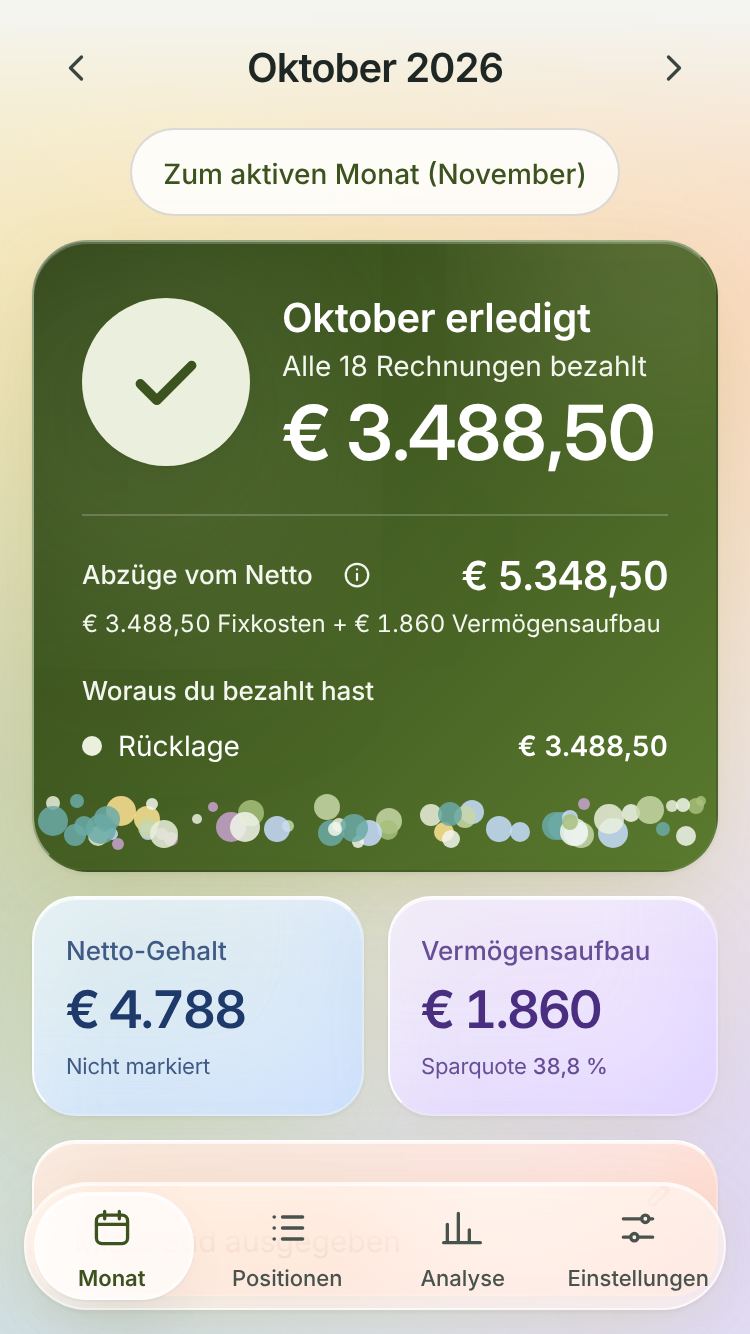 Oktober 2026
Zum aktiven Monat (November)
Oktober erledigt
Alle 18 Rechnungen bezahlt
€ 3.488,50
Abzüge vom Netto
€ 5.348,50
€ 3.488,50 Fixkosten + € 1.860 Vermögensaufbau
Woraus du bezahlt hast
Rücklage
€ 3.488,50
Netto-Gehalt
€ 4.788
Nicht markiert
Vermögensaufbau
€ 1.860
Sparquote 38,8 %
ausgegeben
Monat
Positionen
Analyse
Einstellungen